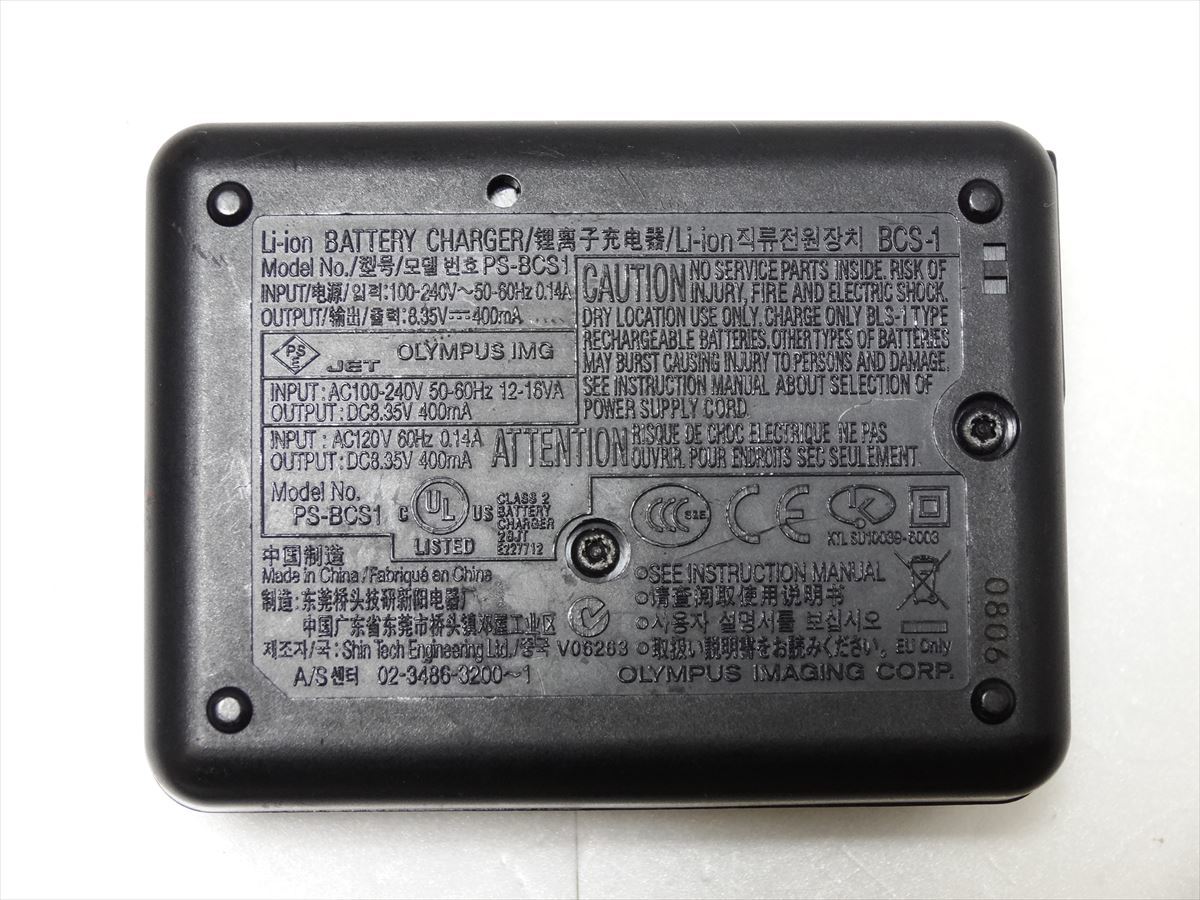 Li-ion BATTERY CHARGER/锂离子充电器/Li-ion 직류전원장치 BCS-1
Model No./型号/모델 번호 PS-BCS1
INPUT/电源/입력:100-240V～50-60Hz 0.14A
OUTPUT/输出/출력:8.35V⎓400mA
PS E JET OLYMPUS IMG
INPUT:AC100-240V 50-60Hz 12-16VA
OUTPUT:DC8.35V 400mA
INPUT : AC120V 60Hz 0.14A
OUTPUT:DC8.35V 400mA
Model No.
PS-BCS1
C UL US
LISTED
CLASS 2
BATTERY
CHARGER
28JT
E227712
CAUTION NO SERVICE PARTS INSIDE. RISK OF
INJURY, FIRE AND ELECTRIC SHOCK.
DRY LOCATION USE ONLY. CHARGE ONLY BLS-1 TYPE
RECHARGEABLE BATTERIES. OTHER TYPES OF BATTERIES
MAY BURST CAUSING INJURY TO PERSONS AND DAMAGE.
SEE INSTRUCTION MANUAL ABOUT SELECTION OF
POWER SUPPLY CORD.
ATTENTION RISQUE DE CHOC ELECTRIQUE NE PAS
OUVRIR. POUR ENDROITS SEC SEULEMENT.
CCC S&E CE K
XTLSU10039-6003
中国制造
Made in China./Fabriqué en China
制造:东莞桥头技研新阳电器厂
中国广东省东莞市桥头镇邓屋工业区
제조자/국:Shin Tech Engineering Ltd./중국 V06263
A/S센터 02-3486-3200～1
◎SEE INSTRUCTION MANUAL
◎请查阅取使用说明书
◎사용자 설명서를 보십시오
◎取扱い説明書をお読みください。
EU Only
OLYMPUS IMAGING CORP.
0806